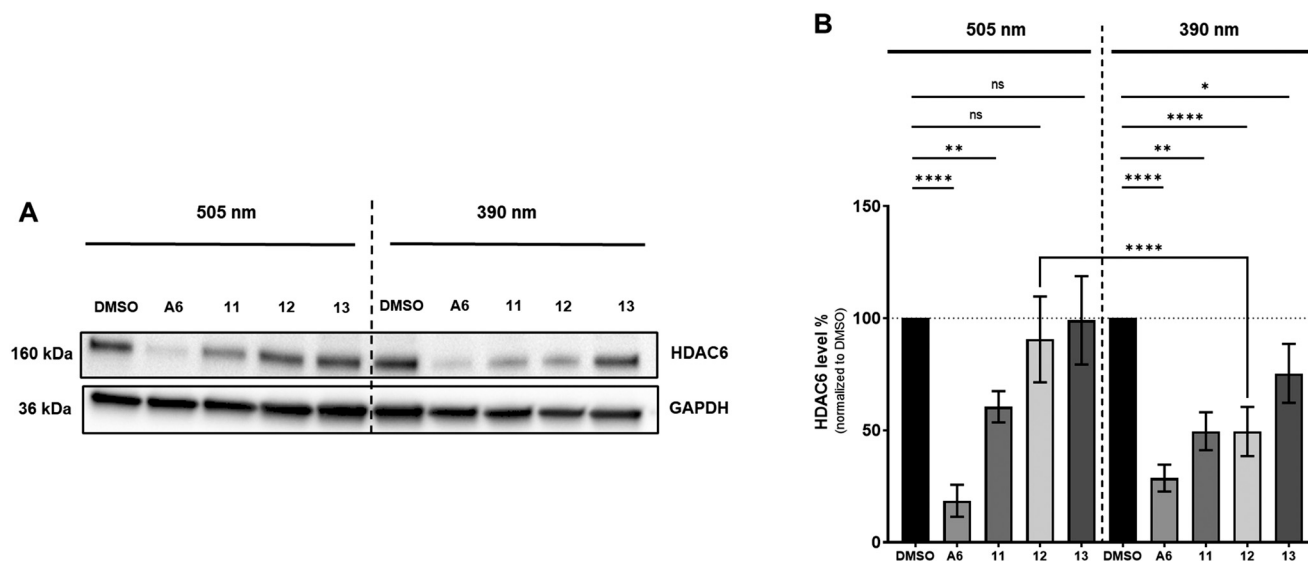 A
505 nm
390 nm
DMSO A6 11 12 13 DMSO A6 11 12 13
160 kDa HDAC6
36 kDa GAPDH
B
505 nm
390 nm
ns
ns
**
****
*
****
**
****
****
HDAC6 level %
(normalized to DMSO)
150
100
50
0
DMSO A6 11 12 13 DMSO A6 11 12 13